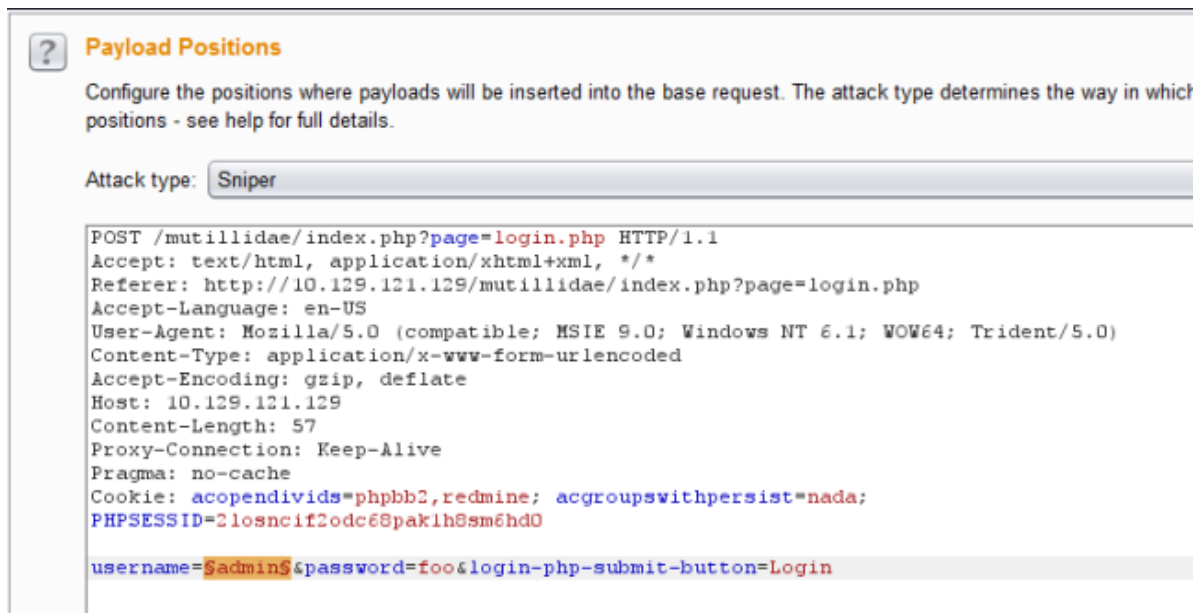 ?
Payload Positions
Configure the positions where payloads will be inserted into the base request. The attack type determines the way in which
positions - see help for full details.
Attack type: Sniper
POST /mutillidae/index.php?page=login.php HTTP/1.1
Accept: text/html, application/xhtml+xml, */*
Referer: http://10.129.121.129/mutillidae/index.php?page=login.php
Accept-Language: en-US
User-Agent: Mozilla/5.0 (compatible; MSIE 9.0; Windows NT 6.1; WOW64; Trident/5.0)
Content-Type: application/x-www-form-urlencoded
Accept-Encoding: gzip, deflate
Host: 10.129.121.129
Content-Length: 57
Proxy-Connection: Keep-Alive
Pragma: no-cache
Cookie: acopendivids=phpbb2,redmine; acgroupswithpersist=nada;
PHPSESSID=2losncif2odc68pak1h8sm6hd0
username=§admin§&password=foo&login-php-submit-button=Login